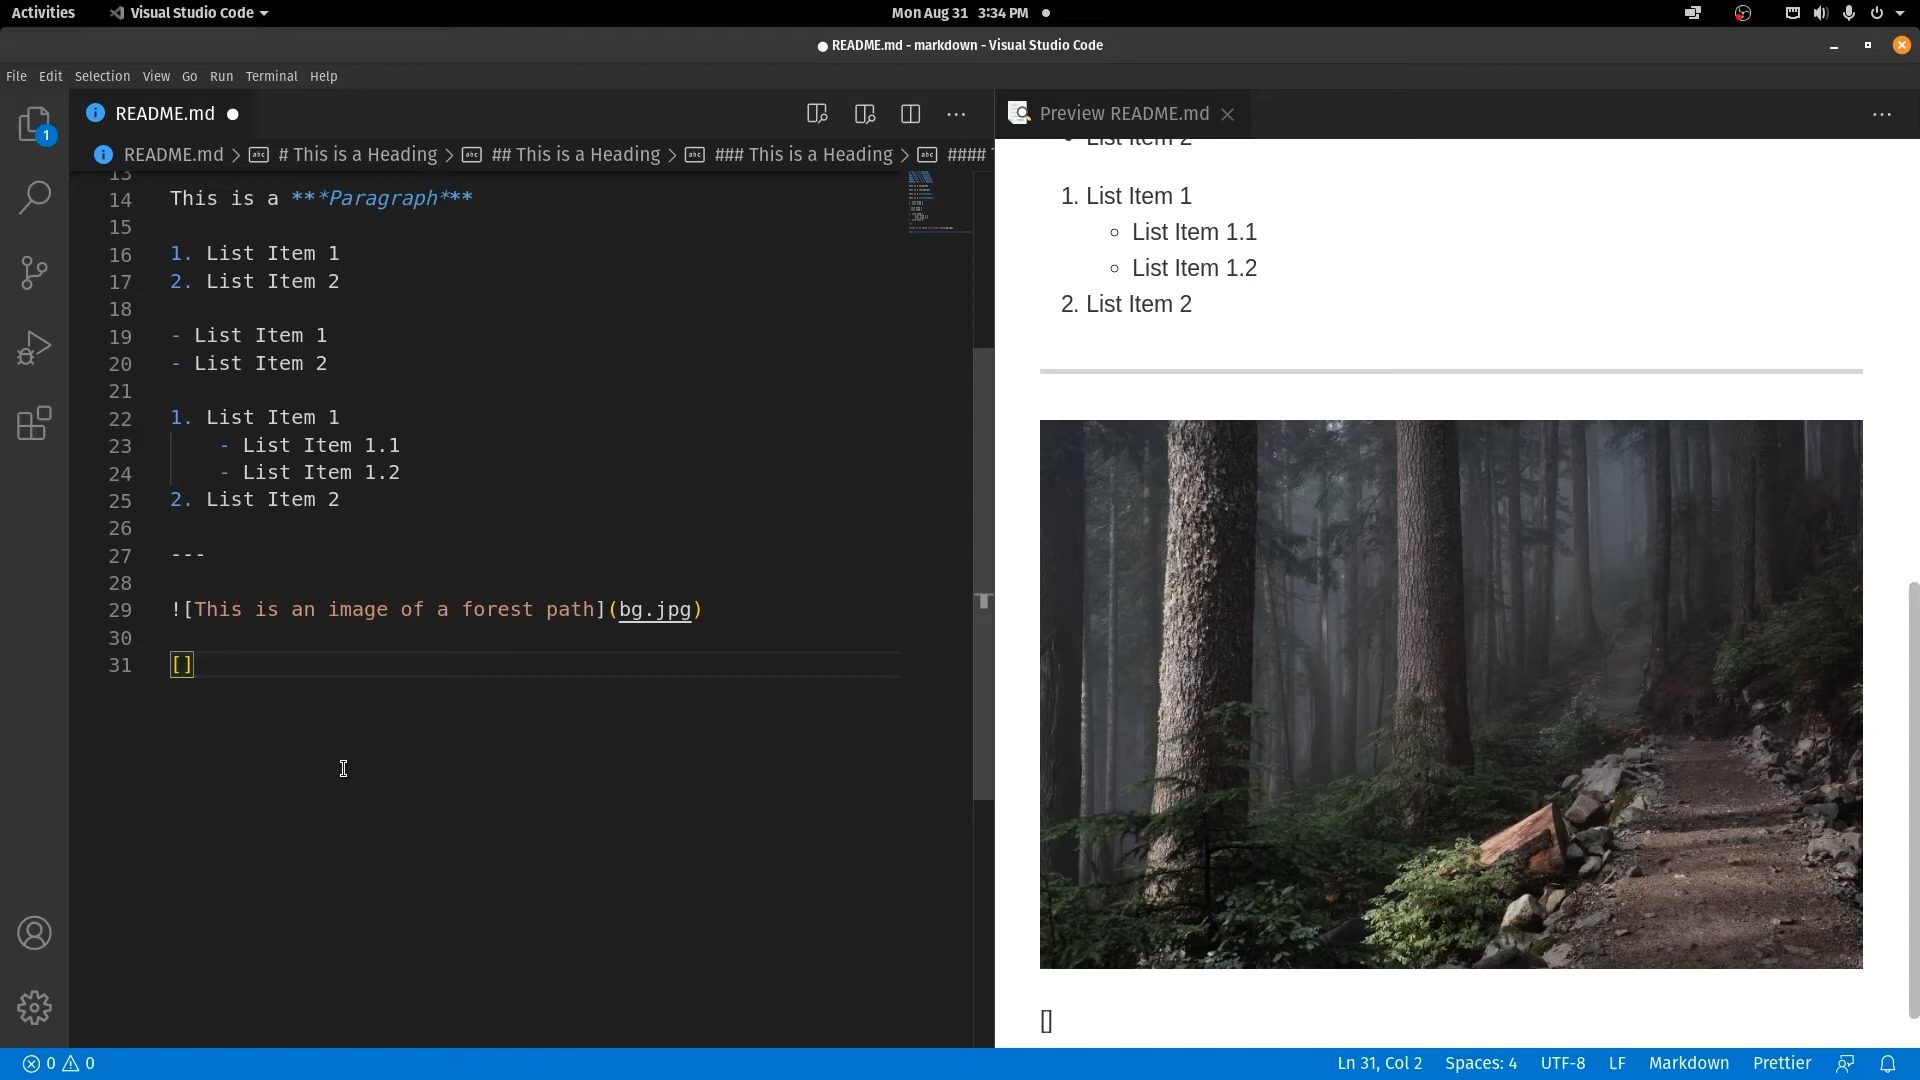 Activities Visual Studio Code Mon Aug 31 3:34 PM
README.md - markdown - Visual Studio Code
File Edit Selection View Go Run Terminal Help
README.md
README.md > # This is a Heading > ## This is a Heading > ### This is a Heading > ####
13
14 This is a ***Paragraph***
15
16 1. List Item 1
17 2. List Item 2
18
19 - List Item 1
20 - List Item 2
21
22 1. List Item 1
23 - List Item 1.1
24 - List Item 1.2
25 2. List Item 2
26
27 ---
28
29 ![This is an image of a forest path](bg.jpg)
30
31 []
1
Preview README.md
List Item 2
1. List Item 1
List Item 1.1
List Item 1.2
2. List Item 2
[]
0 0 Ln 31, Col 2 Spaces: 4 UTF-8 LF Markdown Prettier